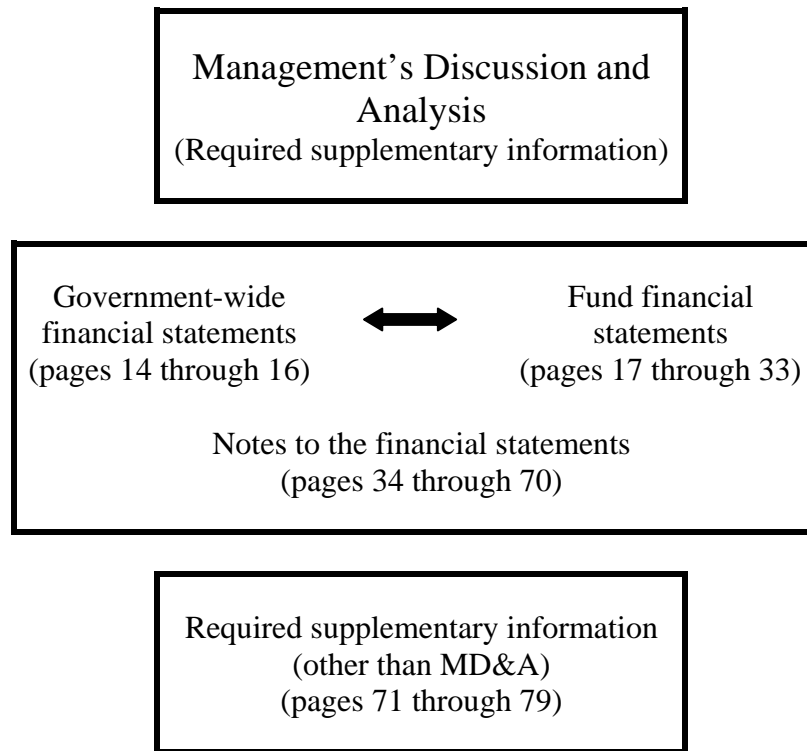 Management’s Discussion and
Analysis
(Required supplementary information)
Government-wide
financial statements
(pages 14 through 16)
Fund financial
statements
(pages 17 through 33)
Notes to the financial statements
(pages 34 through 70)
Required supplementary information
(other than MD&A)
(pages 71 through 79)